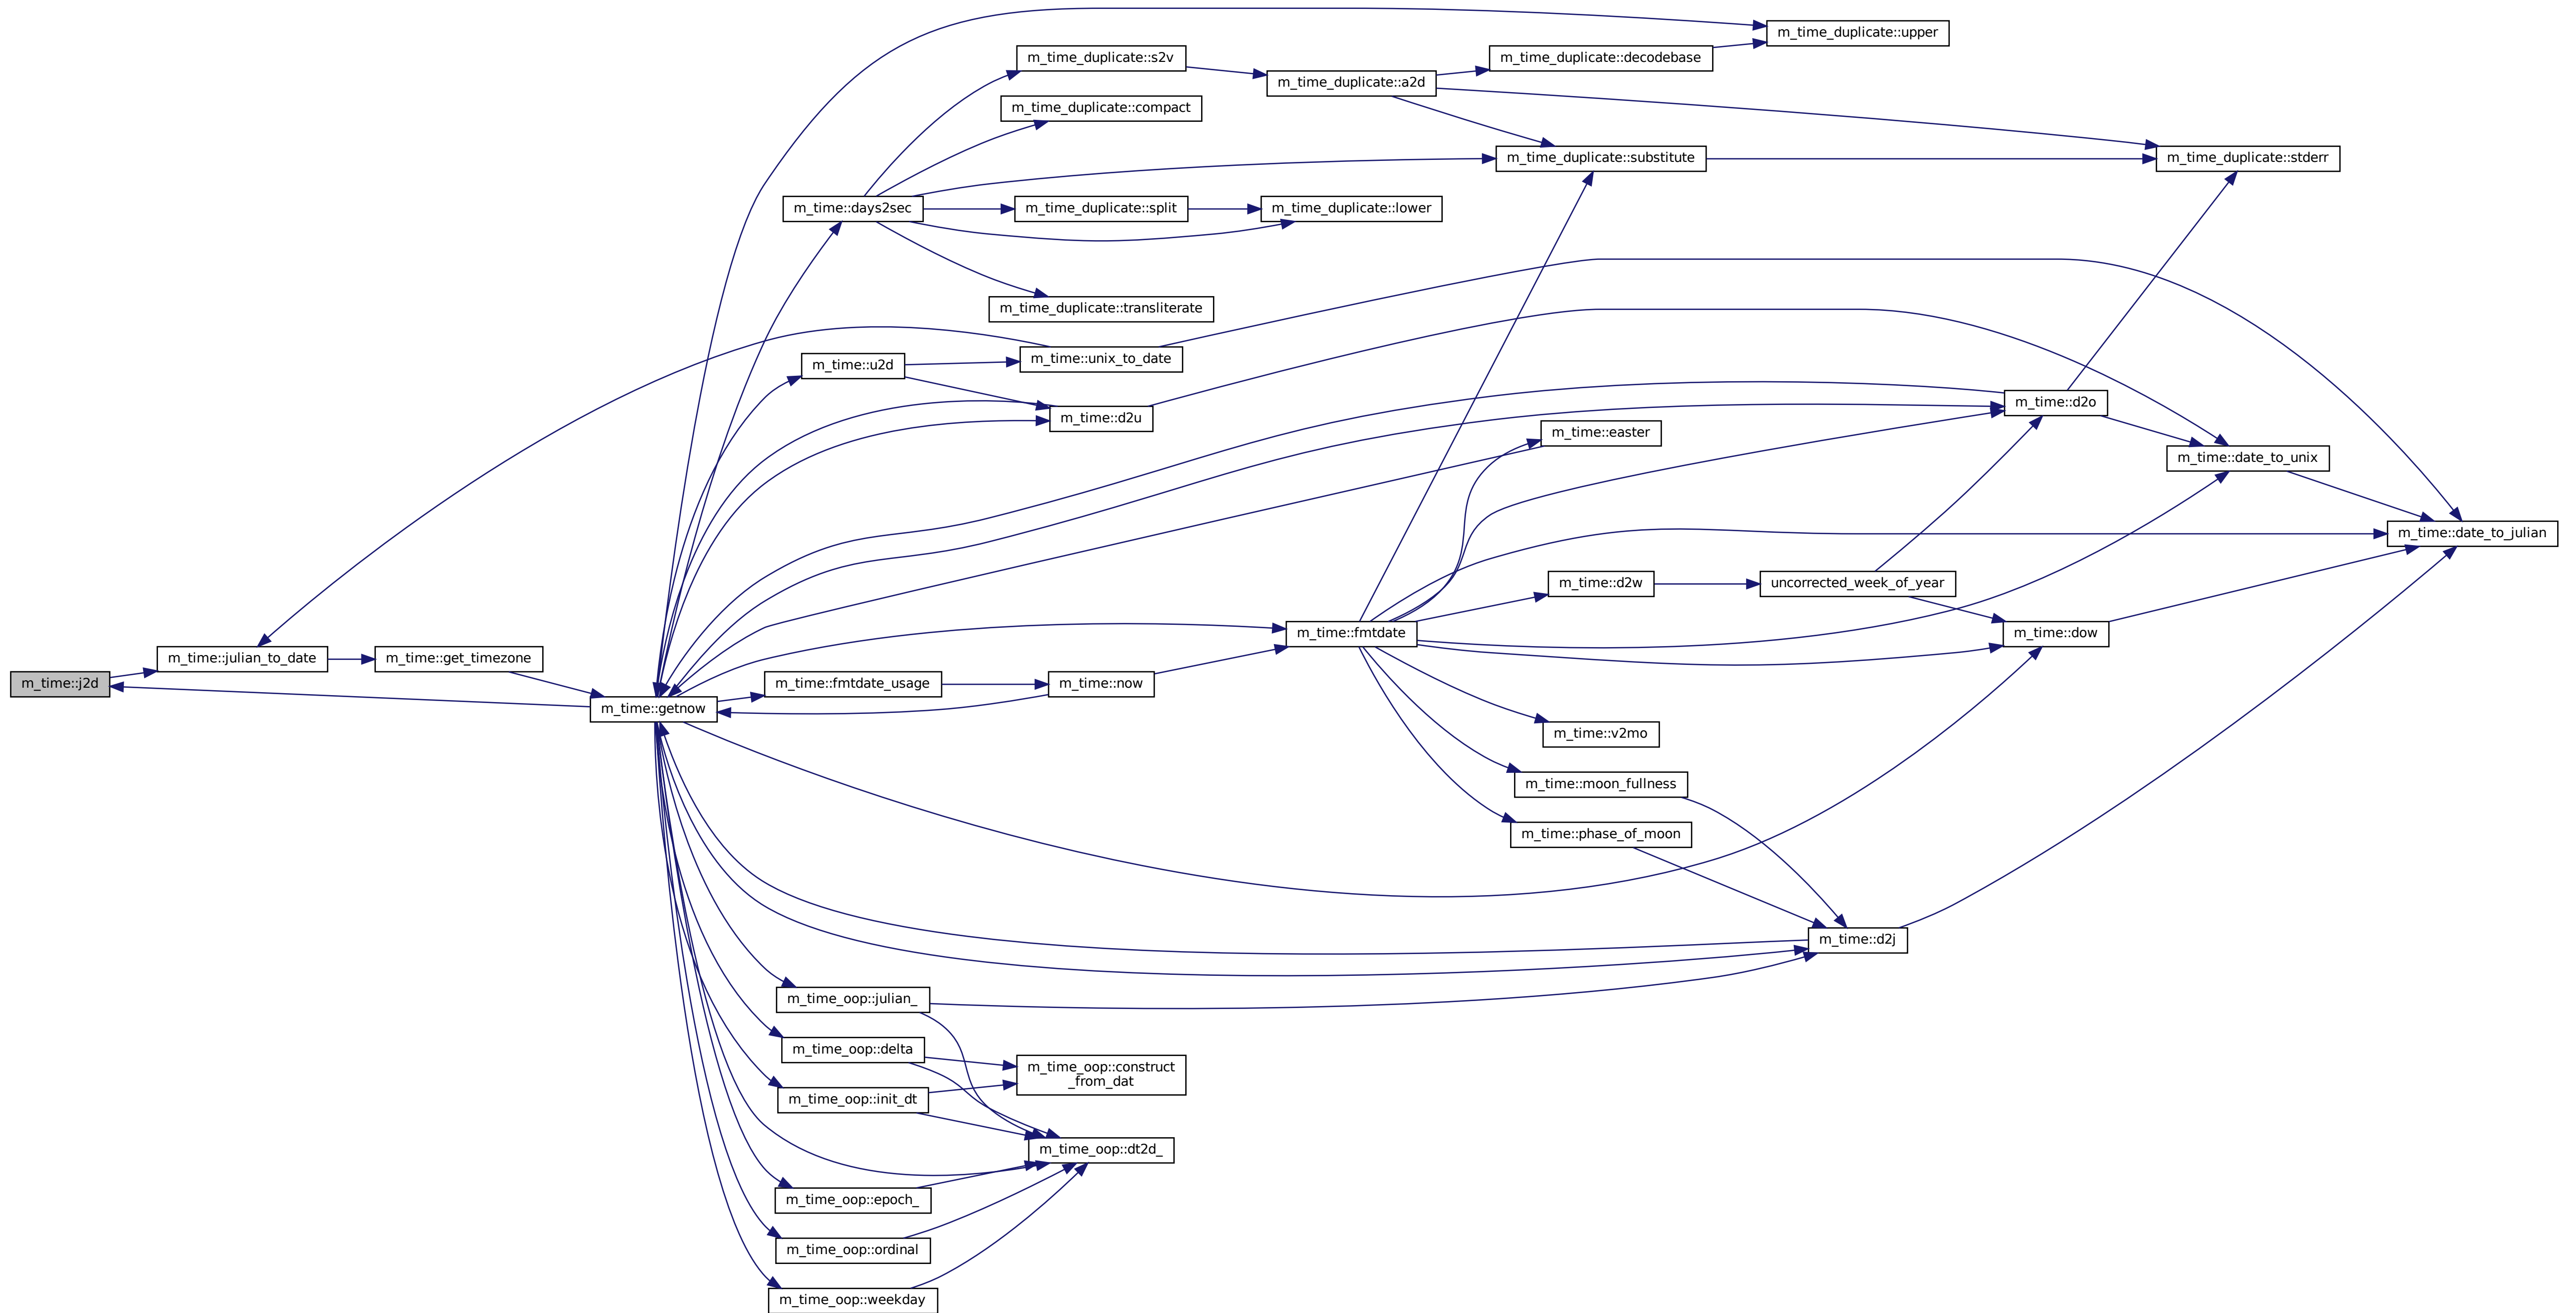 m_time_duplicate::upper
m_time_duplicate::s2v
m_time_duplicate::decodebase
m_time_duplicate::a2d
m_time_duplicate::compact
m_time_duplicate::substitute
m_time_duplicate::stderr
m_time::days2sec
m_time_duplicate::split
m_time_duplicate::lower
m_time_duplicate::transliterate
m_time::u2d
m_time::unix_to_date
m_time::d2u
m_time::d2o
m_time::easter
m_time::date_to_unix
m_time::date_to_julian
m_time::d2w
uncorrected_week_of_year
m_time::fmtdate
m_time::dow
m_time::julian_to_date
m_time::get_timezone
m_time::j2d
m_time::fmtdate_usage
m_time::now
m_time::getnow
m_time::v2mo
m_time::moon_fullness
m_time::phase_of_moon
m_time::d2j
m_time_oop::julian_
m_time_oop::delta
m_time_oop::construct
_from_dat
m_time_oop::init_dt
m_time_oop::dt2d_
m_time_oop::epoch_
m_time_oop::ordinal
m_time_oop::weekday